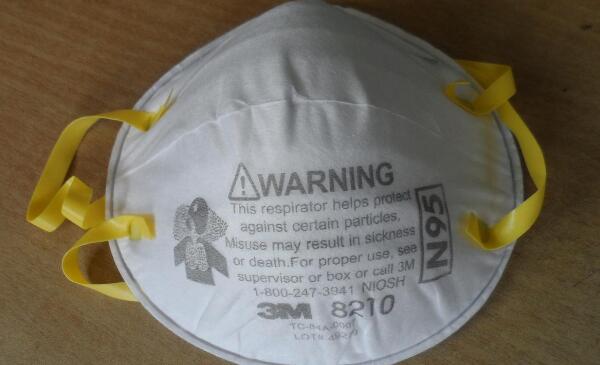 WARNING
This respirator helps protect
against certain particles.
Misuse may result in sickness
or death.For proper use, see
supervisor or box or call 3M
1-800-247-3941 NIOSH
N95
3M 8210